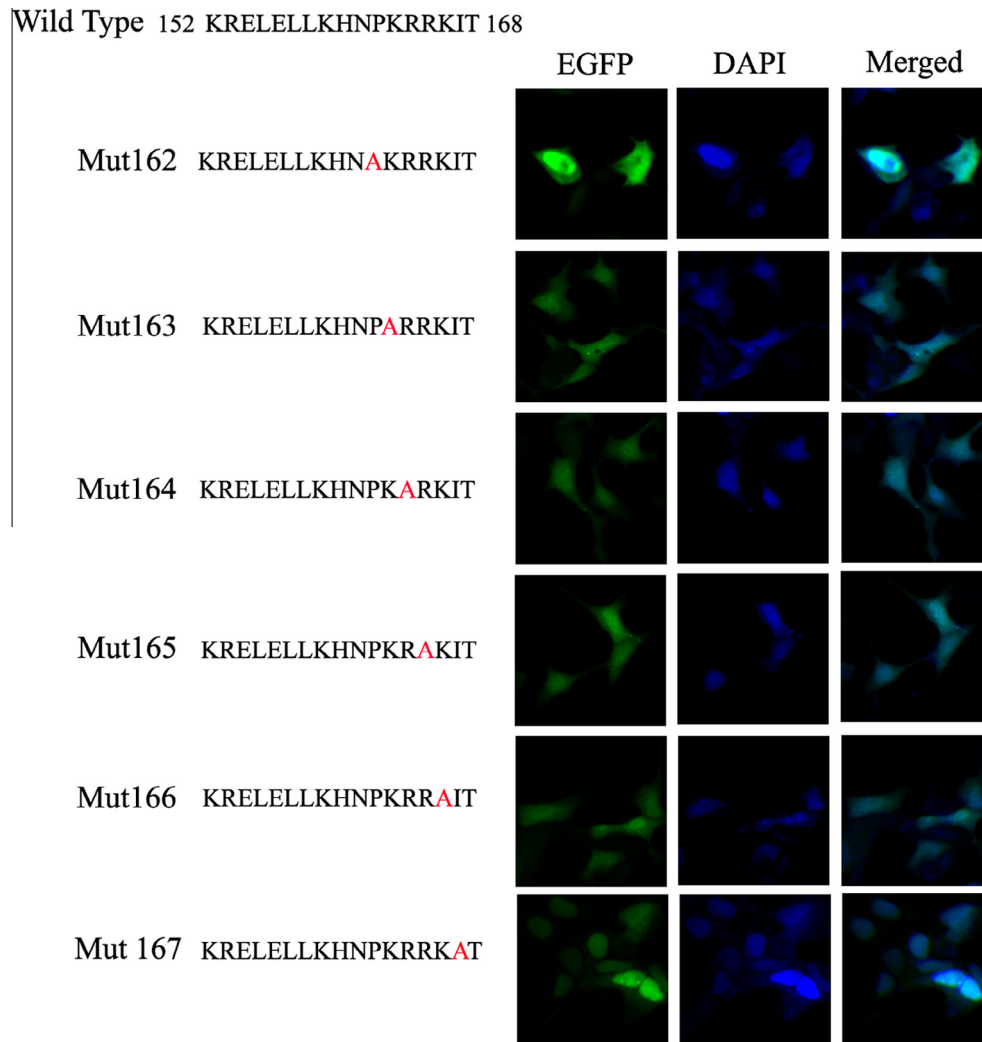 Wild Type 152 KRELELLKHNPKRRKIT 168
EGFP DAPI Merged
Mut162 KRELELLKHNAKRRKIT
Mut163 KRELELLKHNPARRKIT
Mut164 KRELELLKHNPKARKIT
Mut165 KRELELLKHNPKRAKIT
Mut166 KRELELLKHNPKRRAIT
Mut 167 KRELELLKHNPKRRKAT